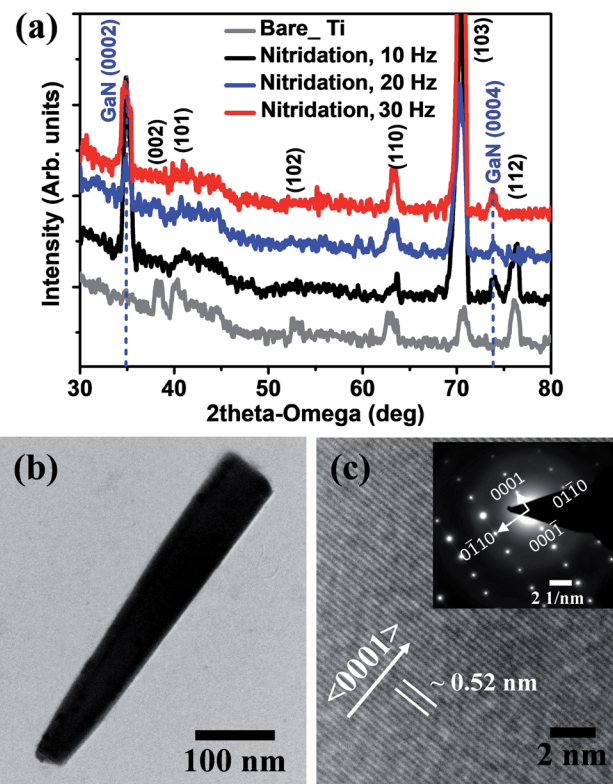 (a)
Bare_ Ti
Nitridation, 10 Hz
Nitridation, 20 Hz
Nitridation, 30 Hz
GaN (0002)
(002)
(101)
(102)
(110)
(103)
GaN (0004)
(112)
Intensity (Arb. units)
30 40 50 60 70 80
2theta-Omega (deg)
(b)
100 nm
(c)
0001
01̄10
01̄10
0001̄
2 1/nm
<0001>
~ 0.52 nm
2 nm